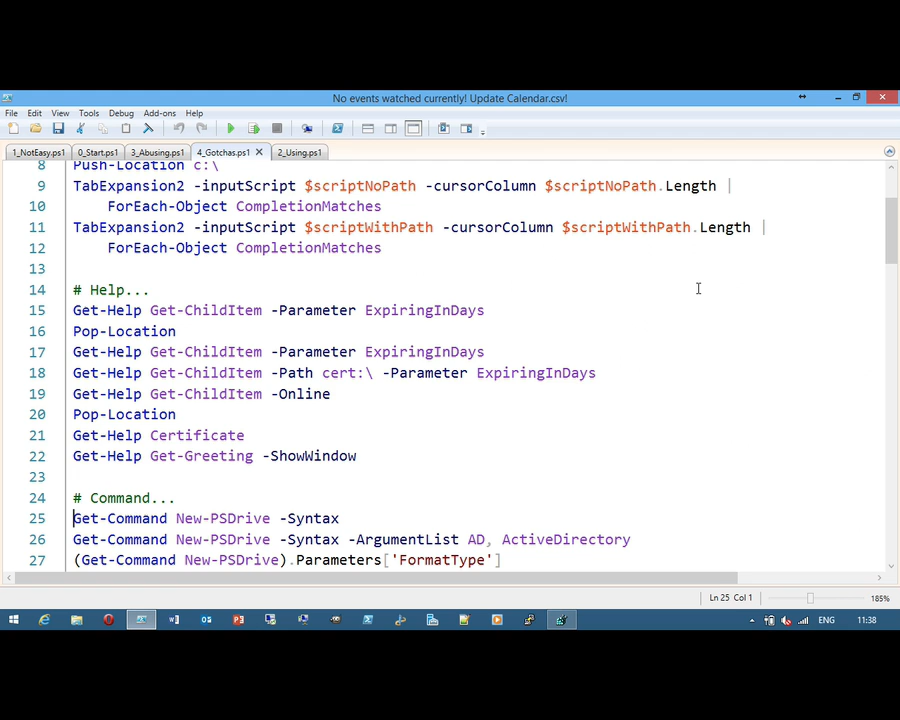 No events watched currently! Update Calendar.csv!
File Edit View Tools Debug Add-ons Help
1_NotEasy.ps1 0_Start.ps1 3_Abusing.ps1 4_Gotchas.ps1 2_Using.ps1
8 Push-Location c:\
9 TabExpansion2 -inputScript $scriptNoPath -cursorColumn $scriptNoPath.Length |
10 ForEach-Object CompletionMatches
11 TabExpansion2 -inputScript $scriptWithPath -cursorColumn $scriptWithPath.Length |
12 ForEach-Object CompletionMatches
13
14 # Help...
15 Get-Help Get-ChildItem -Parameter ExpiringInDays
16 Pop-Location
17 Get-Help Get-ChildItem -Parameter ExpiringInDays
18 Get-Help Get-ChildItem -Path cert:\ -Parameter ExpiringInDays
19 Get-Help Get-ChildItem -Online
20 Pop-Location
21 Get-Help Certificate
22 Get-Help Get-Greeting -ShowWindow
23
24 # Command...
25 Get-Command New-PSDrive -Syntax
26 Get-Command New-PSDrive -Syntax -ArgumentList AD, ActiveDirectory
27 (Get-Command New-PSDrive).Parameters['FormatType']
Ln 25 Col 1 185%
ENG 11:38